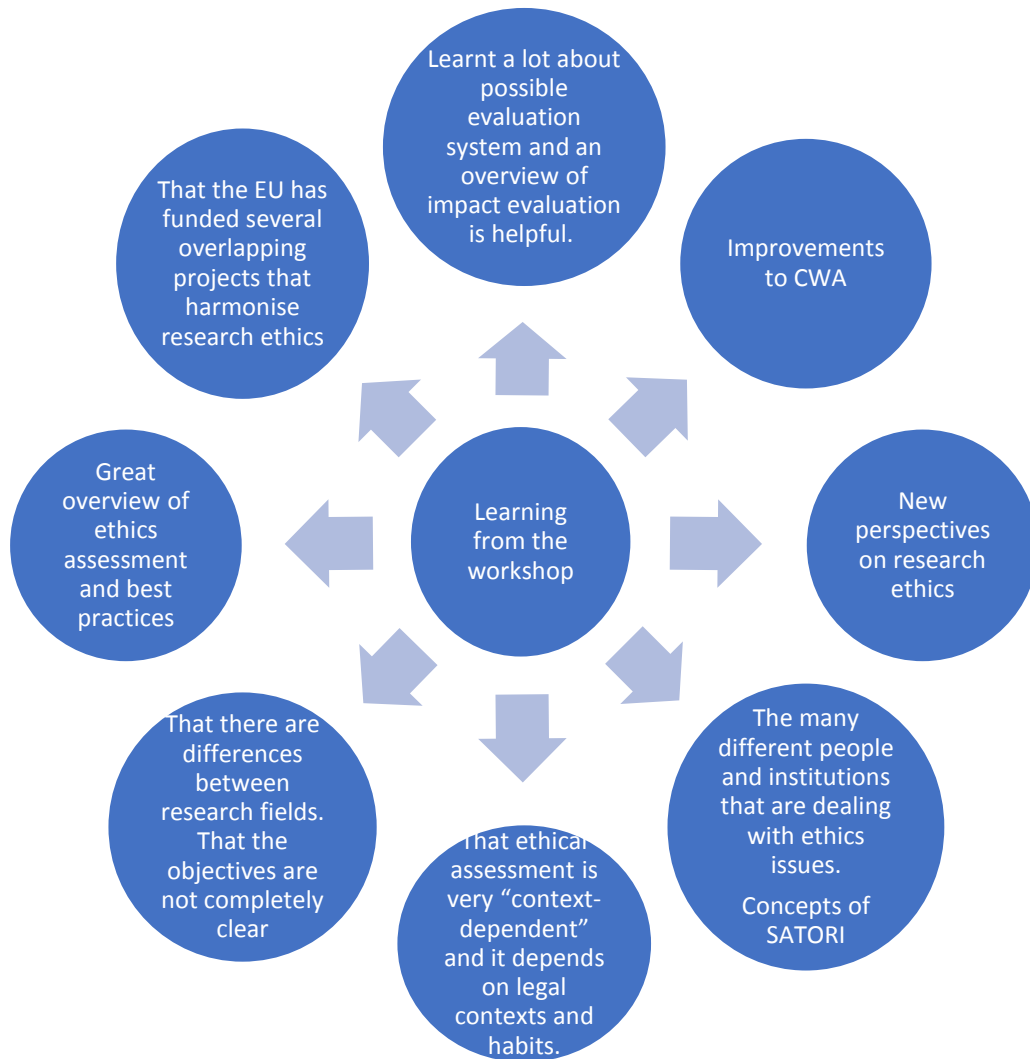 Learnt a lot about
possible
evaluation
system and an
overview of
impact evaluation
is helpful.
Improvements
to CWA
New
perspectives
on research
ethics
The many
different people
and institutions
that are dealing
with ethics
issues.
Concepts of
SATORI
That ethical
assessment is
very “context-
dependent”
and it depends
on legal
contexts and
habits.
That there are
differences
between
research fields.
That the
objectives are
not completely
clear
Great
overview of
ethics
assessment
and best
practices
That the EU has
funded several
overlapping
projects that
harmonise
research ethics
Learning
from the
workshop